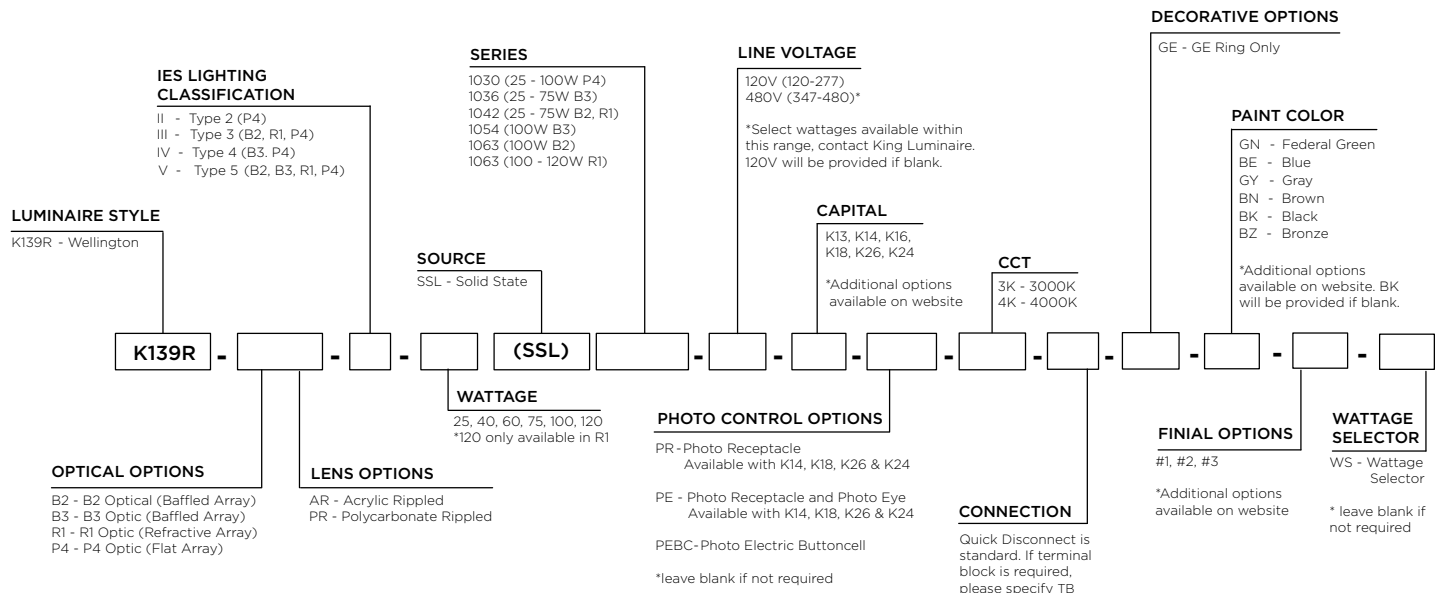 DECORATIVE OPTIONS
GE - GE Ring Only
SERIES
1030 (25 - 100W P4)
1036 (25 - 75W B3)
1042 (25 - 75W B2, R1)
1054 (100W B3)
1063 (100W B2)
1063 (100 - 120W R1)
LINE VOLTAGE
120V (120-277)
480V (347-480)*
*Select wattages available within
this range, contact King Luminaire.
120V will be provided if blank.
IES LIGHTING
CLASSIFICATION
II - Type 2 (P4)
III - Type 3 (B2, R1, P4)
IV - Type 4 (B3. P4)
V - Type 5 (B2, B3, R1, P4)
PAINT COLOR
GN - Federal Green
BE - Blue
GY - Gray
BN - Brown
BK - Black
BZ - Bronze
*Additional options
available on website. BK
will be provided if blank.
LUMINAIRE STYLE
K139R - Wellington
CAPITAL
K13, K14, K16,
K18, K26, K24
*Additional options
available on website
SOURCE
SSL - Solid State
CCT
3K - 3000K
4K - 4000K
K139R - - - (SSL) - - - - - - - - -
WATTAGE
25, 40, 60, 75, 100, 120
*120 only available in R1
OPTICAL OPTIONS
B2 - B2 Optical (Baffled Array)
B3 - B3 Optic (Baffled Array)
R1 - R1 Optic (Refractive Array)
P4 - P4 Optic (Flat Array)
LENS OPTIONS
AR - Acrylic Rippled
PR - Polycarbonate Rippled
PHOTO CONTROL OPTIONS
PR-Photo Receptacle
Available with K14, K18, K26 & K24
PE - Photo Receptacle and Photo Eye
Available with K14, K18, K26 & K24
PEBC-Photo Electric Buttoncell
*leave blank if not required
CONNECTION
Quick Disconnect is
standard. If terminal
block is required,
please specify TB
FINIAL OPTIONS
#1, #2, #3
*Additional options
available on website
WATTAGE
SELECTOR
WS - Wattage
Selector
* leave blank if
not required